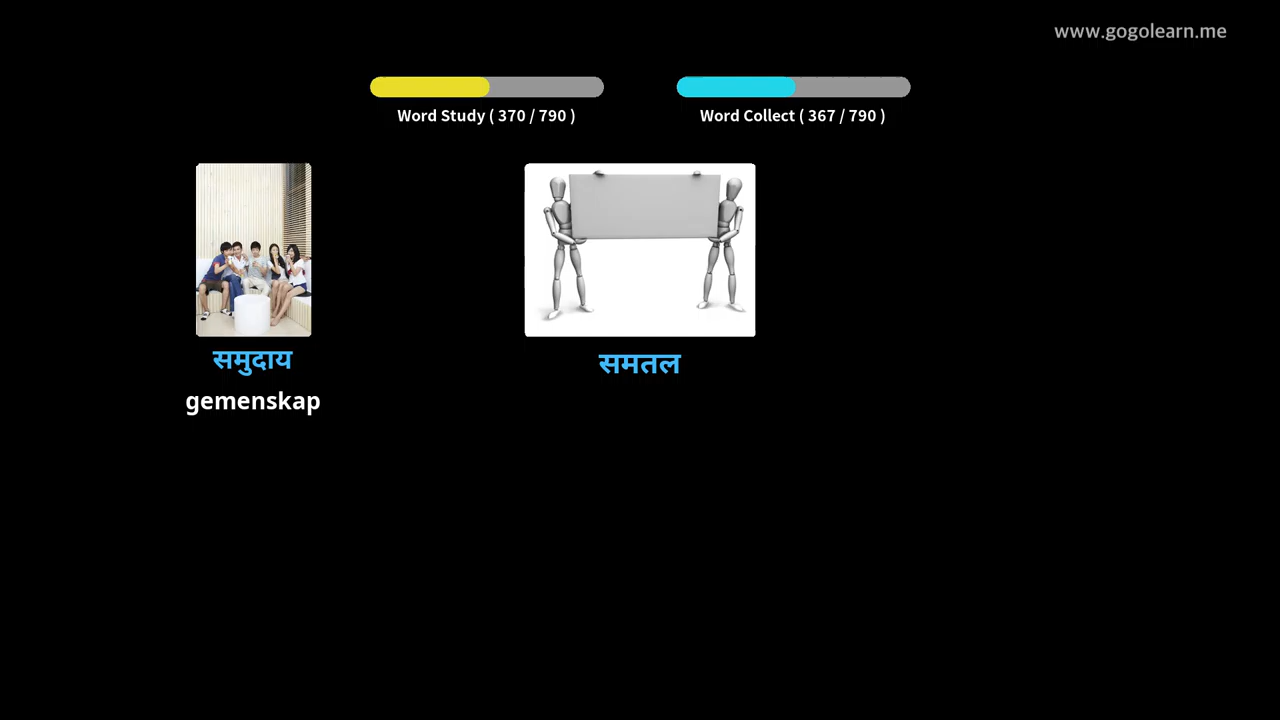 www.gogolearn.me
Word Study ( 370 / 790 )
Word Collect ( 367 / 790 )
समुदाय
gemenskap
समतल